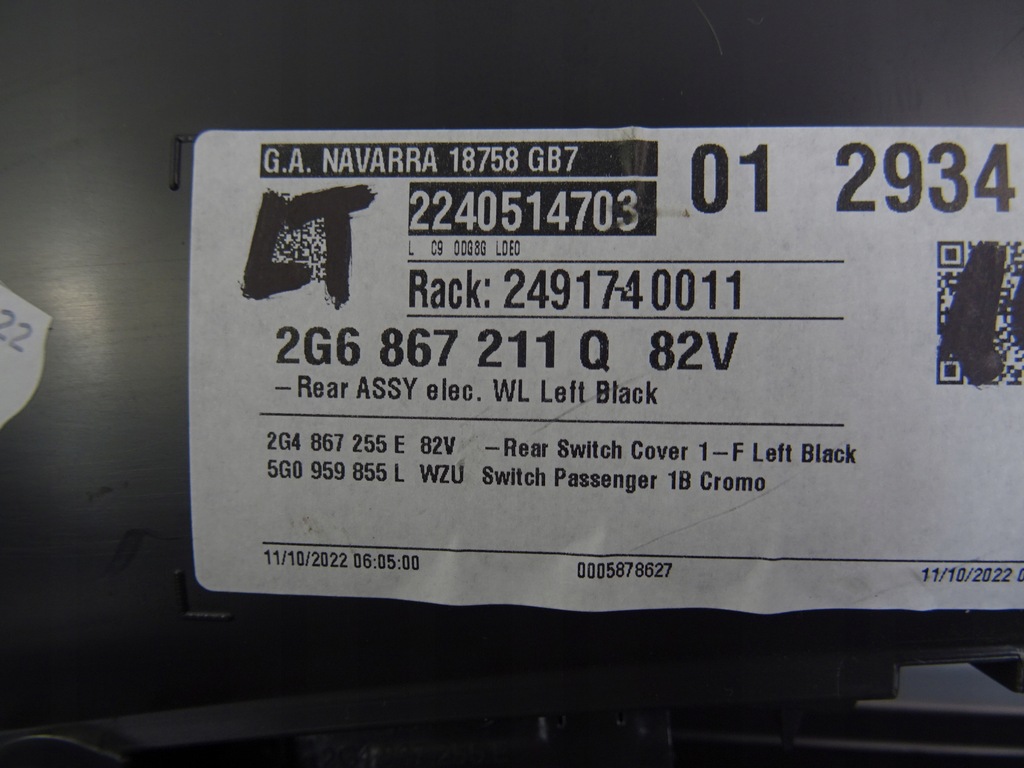 G.A. NAVARRA 18758 GB7
01 2934
2240514703
L C9 0DG8G LDE0
Rack: 2491740011
2G6 867 211 Q 82V
-Rear ASSY elec. WL Left Black
2G4 867 255 E 82V -Rear Switch Cover 1-F Left Black
5G0 959 855 L WZU Switch Passenger 1B Cromo
11/10/2022 06:05:00
0005878627
11/10/2022 0
22